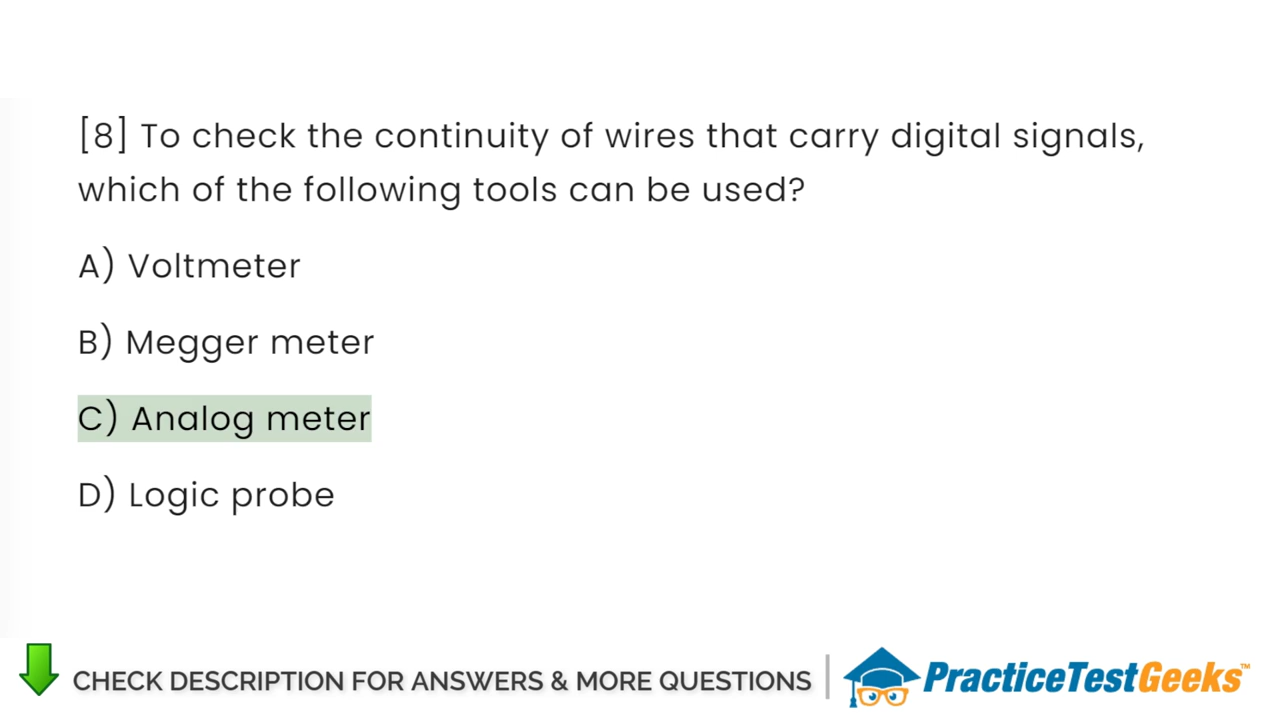 [8] To check the continuity of wires that carry digital signals,
which of the following tools can be used?
A) Voltmeter
B) Megger meter
C) Analog meter
D) Logic probe
CHECK DESCRIPTION FOR ANSWERS & MORE QUESTIONS
PracticeTestGeeks™